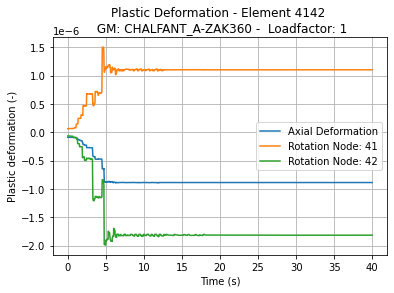 Plastic Deformation - Element 4142
GM: CHALFANT_A-ZAK360 - Loadfactor: 1
1e−6
1.5
1.0
0.5
0.0
−0.5
−1.0
−1.5
−2.0
Plastic deformation (-)
Axial Deformation
Rotation Node: 41
Rotation Node: 42
0 5 10 15 20 25 30 35 40
Time (s)